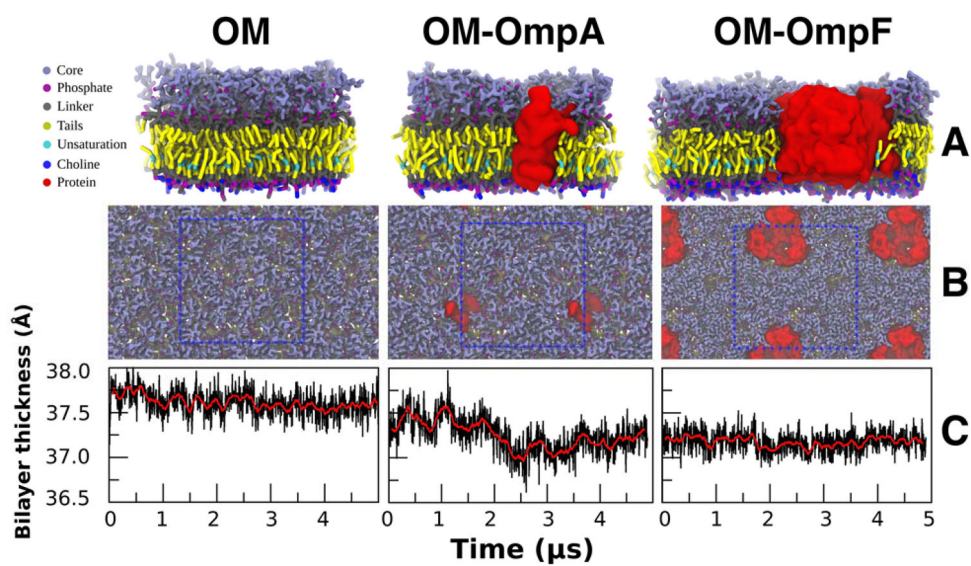 OM OM-OmpA OM-OmpF
Core
Phosphate
Linker
Tails
Unsaturation
Choline
Protein
A
B
C
Bilayer thickness (Å)
38.0
37.5
37.0
36.5
0 1 2 3 4 0 1 2 3 4 0 1 2 3 4 5
Time (μs)